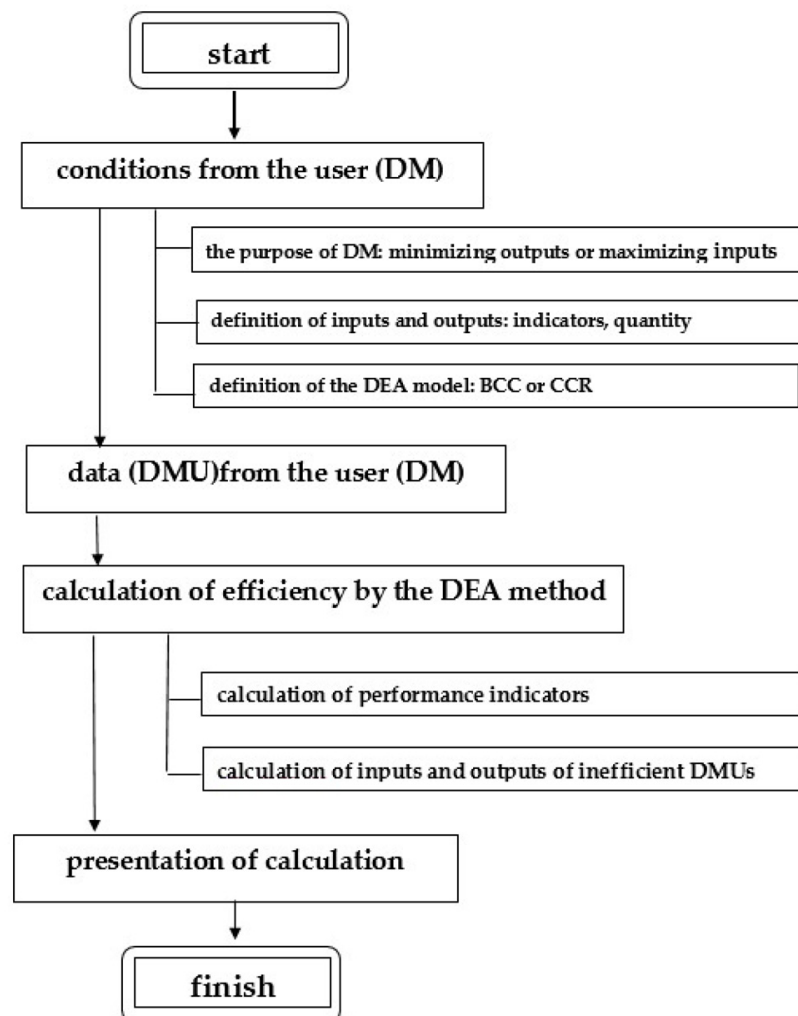 start
conditions from the user (DM)
the purpose of DM: minimizing outputs or maximizing inputs
definition of inputs and outputs: indicators, quantity
definition of the DEA model: BCC or CCR
data (DMU)from the user (DM)
calculation of efficiency by the DEA method
calculation of performance indicators
calculation of inputs and outputs of inefficient DMUs
presentation of calculation
finish